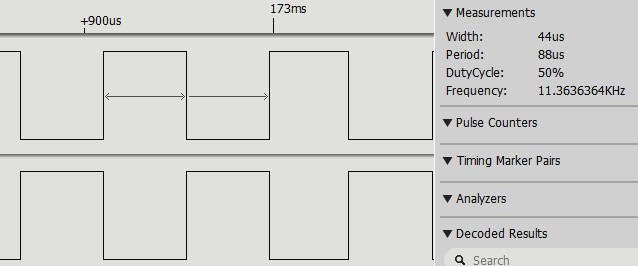 +900us
173ms
Measurements
Width: 44us
Period: 88us
DutyCycle: 50%
Frequency: 11.3636364KHz
Pulse Counters
Timing Marker Pairs
Analyzers
Decoded Results
Search